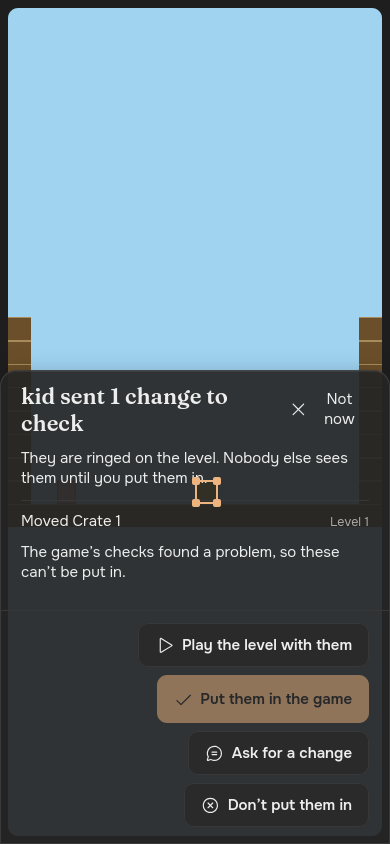 kid sent 1 change to
check
Not
now
They are ringed on the level. Nobody else sees
them until you put them in.
Moved Crate 1
Level 1
The game’s checks found a problem, so these
can’t be put in.
Play the level with them
Put them in the game
Ask for a change
Don’t put them in